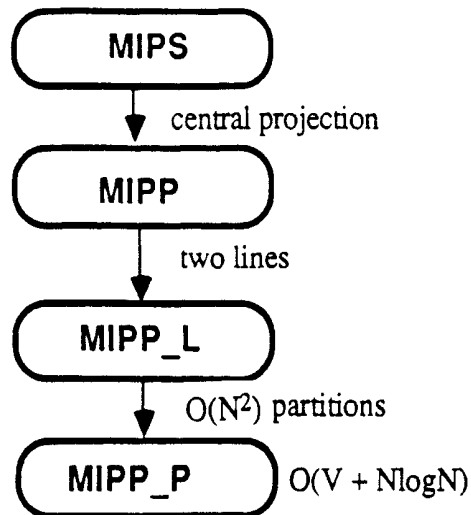 MIPS
central projection
MIPP
two lines
MIPP_L
O(N²) partitions
MIPP_P O(V + NlogN)